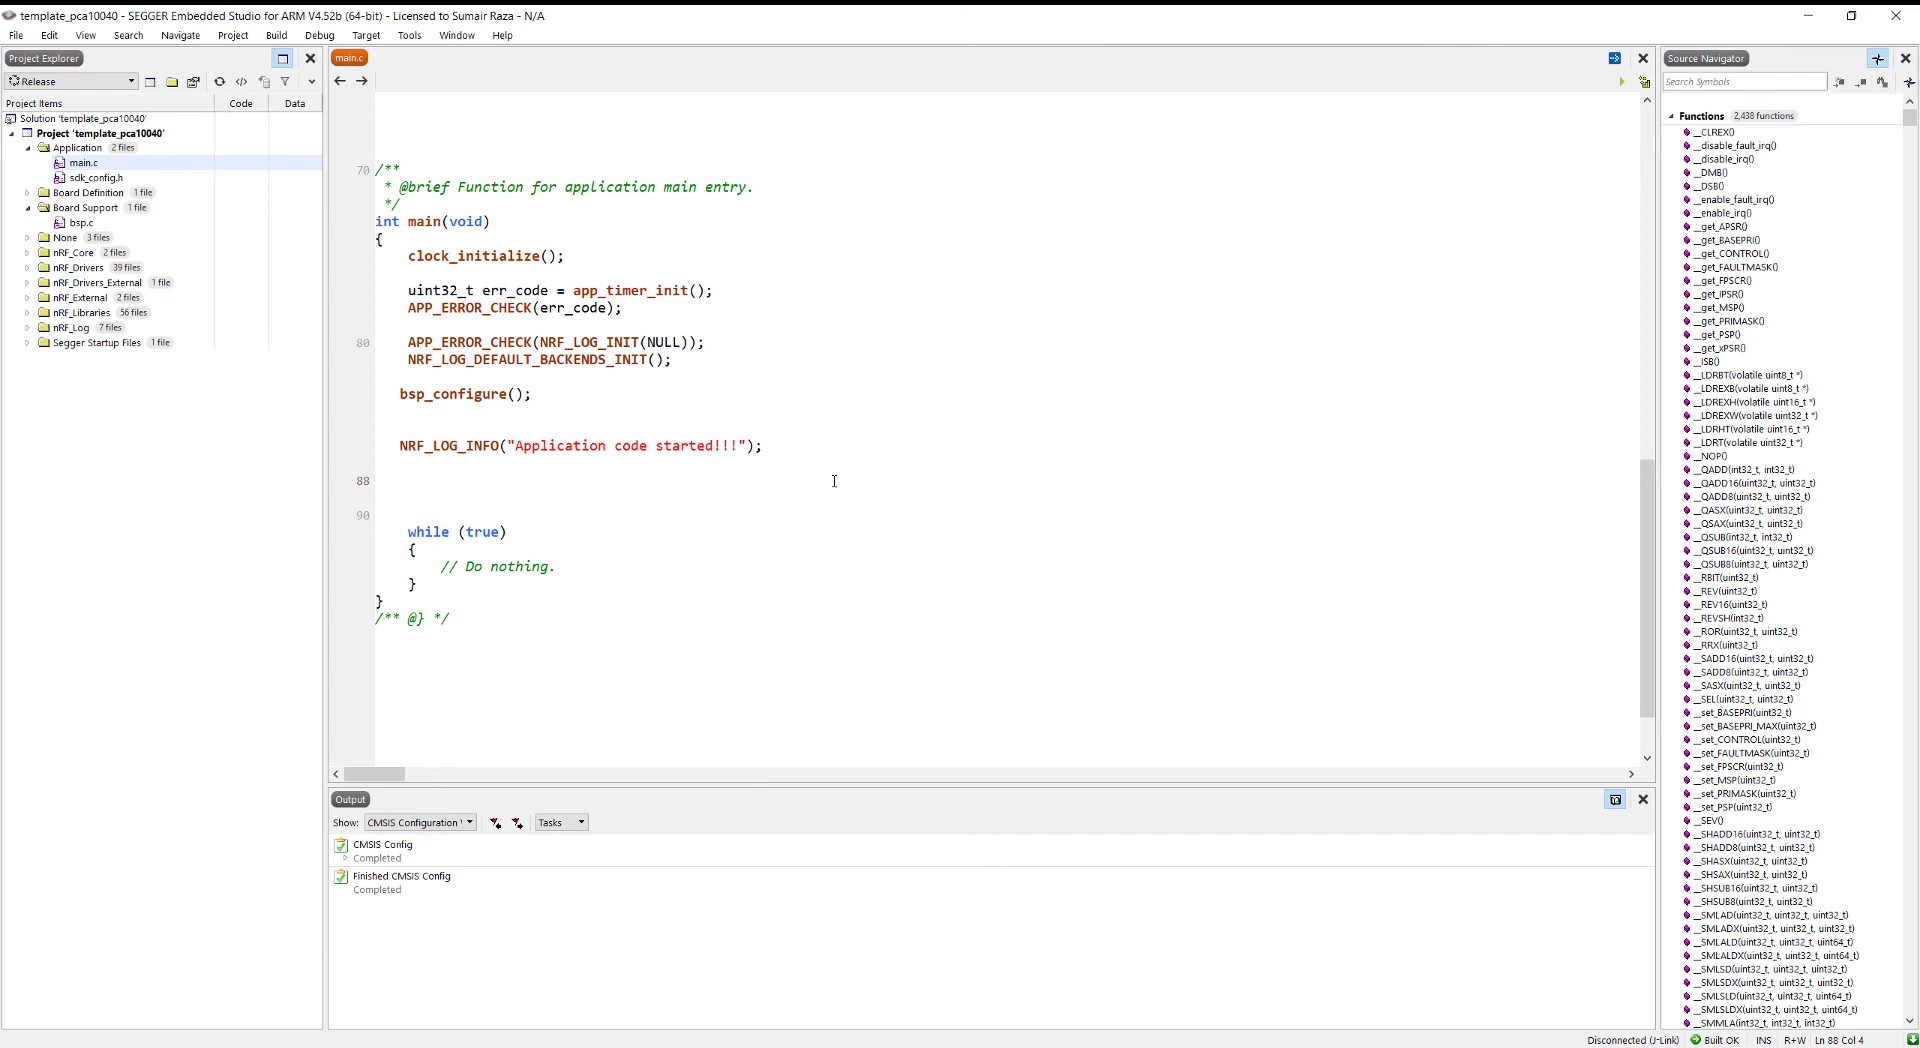 template_pca10040 - SEGGER Embedded Studio for ARM V4.52b (64-bit) - Licensed to Sumair Raza - N/A
File Edit View Search Navigate Project Build Debug Target Tools Window Help
Project Explorer
Release
Project Items Code Data
Solution 'template_pca10040'
Project 'template_pca10040'
Application 2 files
main.c
sdk_config.h
Board Definition 1 file
Board Support 1 file
bsp.c
None 3 files
nRF_Core 2 files
nRF_Drivers 39 files
nRF_Drivers_External 1 file
nRF_External 2 files
nRF_Libraries 56 files
nRF_Log 7 files
Segger Startup Files 1 file
main.c
70 /**
* @brief Function for application main entry.
*/
int main(void)
{
clock_initialize();
uint32_t err_code = app_timer_init();
APP_ERROR_CHECK(err_code);
80 APP_ERROR_CHECK(NRF_LOG_INIT(NULL));
NRF_LOG_DEFAULT_BACKENDS_INIT();
bsp_configure();
NRF_LOG_INFO("Application code started!!!");
88
90
while (true)
{
// Do nothing.
}
}
/** @} */
Output
Show: CMSIS Configuration Tasks
CMSIS Config
Completed
Finished CMSIS Config
Completed
Source Navigator
Search Symbols
Functions 2,438 functions
__CLREX()
__disable_fault_irq()
__disable_irq()
__DMB()
__DSB()
__enable_fault_irq()
__enable_irq()
__get_APSR()
__get_BASEPRI()
__get_CONTROL()
__get_FAULTMASK()
__get_FPSCR()
__get_IPSR()
__get_MSP()
__get_PRIMASK()
__get_PSP()
__get_xPSR()
__ISB()
__LDRBT(volatile uint8_t *)
__LDREXB(volatile uint8_t *)
__LDREXH(volatile uint16_t *)
__LDREXW(volatile uint32_t *)
__LDRHT(volatile uint16_t *)
__LDRT(volatile uint32_t *)
__NOP()
__QADD(int32_t, int32_t)
__QADD16(uint32_t, uint32_t)
__QADD8(uint32_t, uint32_t)
__QASX(uint32_t, uint32_t)
__QSAX(uint32_t, uint32_t)
__QSUB(int32_t, int32_t)
__QSUB16(uint32_t, uint32_t)
__QSUB8(uint32_t, uint32_t)
__RBIT(uint32_t)
__REV(uint32_t)
__REV16(uint32_t)
__REVSH(int32_t)
__ROR(uint32_t, uint32_t)
__RRX(uint32_t)
__SADD16(uint32_t, uint32_t)
__SADD8(uint32_t, uint32_t)
__SASX(uint32_t, uint32_t)
__SEL(uint32_t, uint32_t)
__set_BASEPRI(uint32_t)
__set_BASEPRI_MAX(uint32_t)
__set_CONTROL(uint32_t)
__set_FAULTMASK(uint32_t)
__set_FPSCR(uint32_t)
__set_MSP(uint32_t)
__set_PRIMASK(uint32_t)
__set_PSP(uint32_t)
__SEV()
__SHADD16(uint32_t, uint32_t)
__SHADD8(uint32_t, uint32_t)
__SHASX(uint32_t, uint32_t)
__SHSAX(uint32_t, uint32_t)
__SHSUB16(uint32_t, uint32_t)
__SHSUB8(uint32_t, uint32_t)
__SMLAD(uint32_t, uint32_t, uint32_t)
__SMLADX(uint32_t, uint32_t, uint32_t)
__SMLALD(uint32_t, uint32_t, uint64_t)
__SMLALDX(uint32_t, uint32_t, uint64_t)
__SMLSD(uint32_t, uint32_t, uint32_t)
__SMLSDX(uint32_t, uint32_t, uint32_t)
__SMLSLD(uint32_t, uint32_t, uint64_t)
__SMLSLDX(uint32_t, uint32_t, uint64_t)
__SMMLA(int32_t, int32_t, int32_t)
Disconnected (J-Link) Built OK INS R+W Ln 88 Col 4